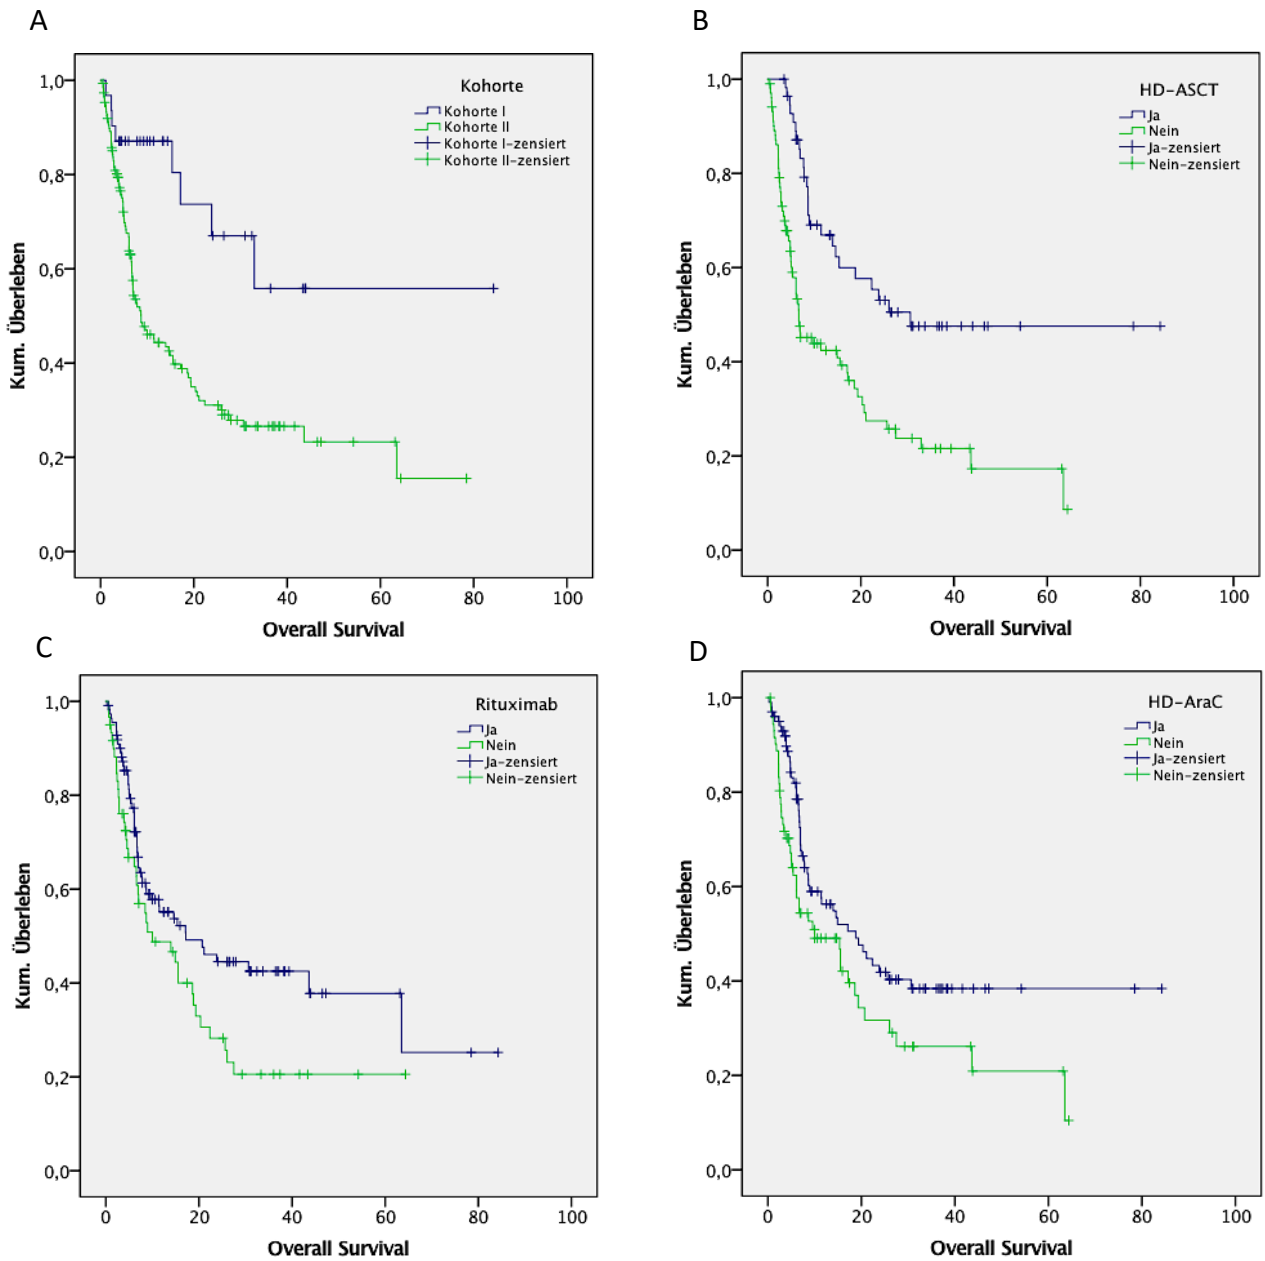 A
Kohorte
Kohorte I
Kohorte II
Kohorte I-zensiert
Kohorte II-zensiert
Kum. Überleben
1,0
0,8
0,6
0,4
0,2
0,0
0 20 40 60 80 100
Overall Survival
B
HD-ASCT
Ja
Nein
Ja-zensiert
Nein-zensiert
Kum. Überleben
1,0
0,8
0,6
0,4
0,2
0,0
0 20 40 60 80 100
Overall Survival
C
Rituximab
Ja
Nein
Ja-zensiert
Nein-zensiert
Kum. Überleben
1,0
0,8
0,6
0,4
0,2
0,0
0 20 40 60 80 100
Overall Survival
D
HD-AraC
Ja
Nein
Ja-zensiert
Nein-zensiert
Kum. Überleben
1,0
0,8
0,6
0,4
0,2
0,0
0 20 40 60 80 100
Overall Survival